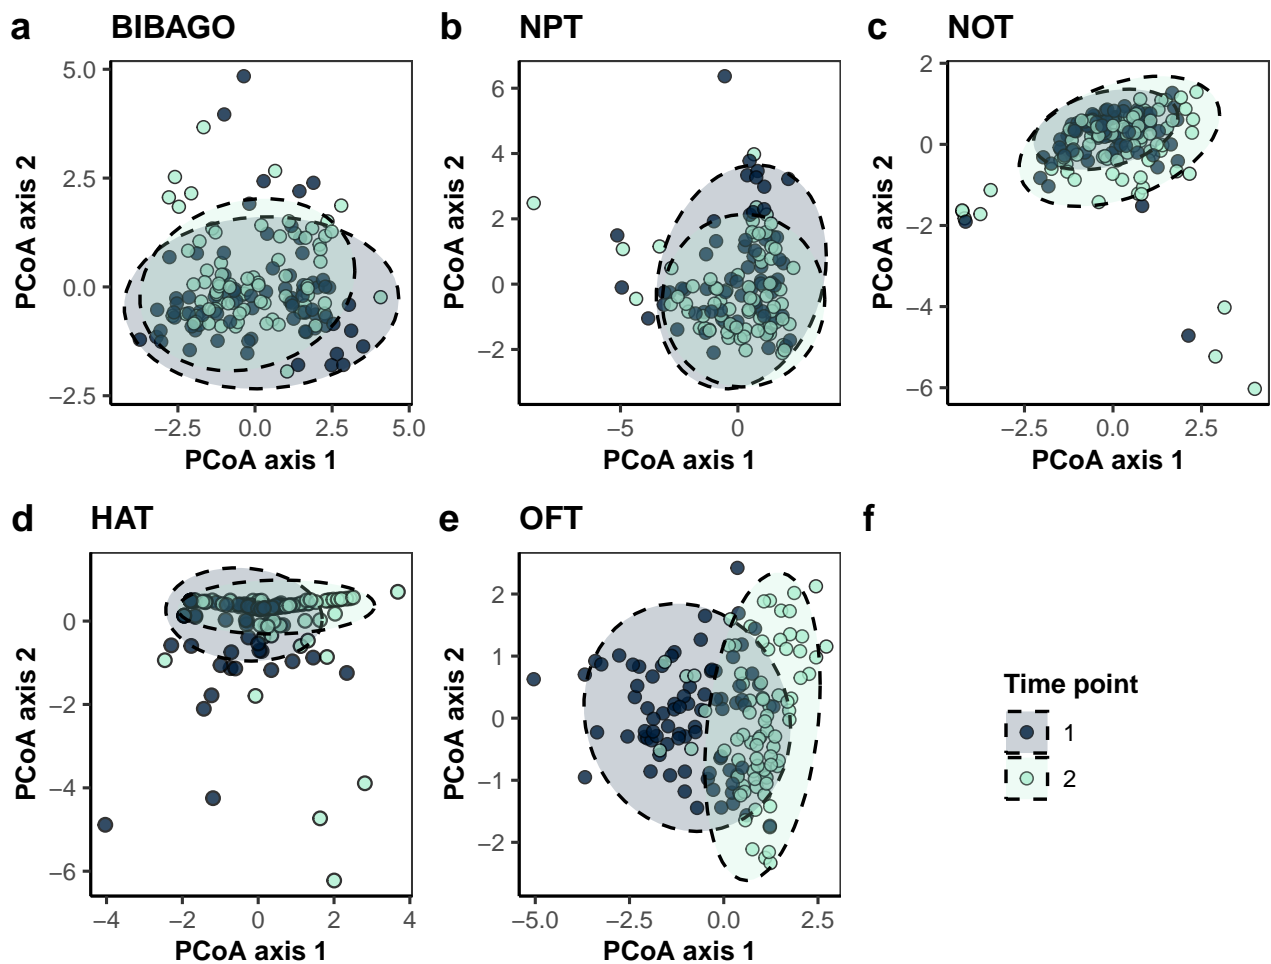 a BIBAGO
b NPT
c NOT
5.0
2.5
0.0
−2.5
PCoA axis 2
−2.5 0.0 2.5 5.0
PCoA axis 1
6
4
2
0
−2
PCoA axis 2
−5 0
PCoA axis 1
2
0
−2
−4
−6
PCoA axis 2
−2.5 0.0 2.5
PCoA axis 1
d HAT
e OFT
f
0
−2
−4
−6
PCoA axis 2
−4 −2 0 2 4
PCoA axis 1
2
1
0
−1
−2
PCoA axis 2
−5.0 −2.5 0.0 2.5
PCoA axis 1
Time point
1
2